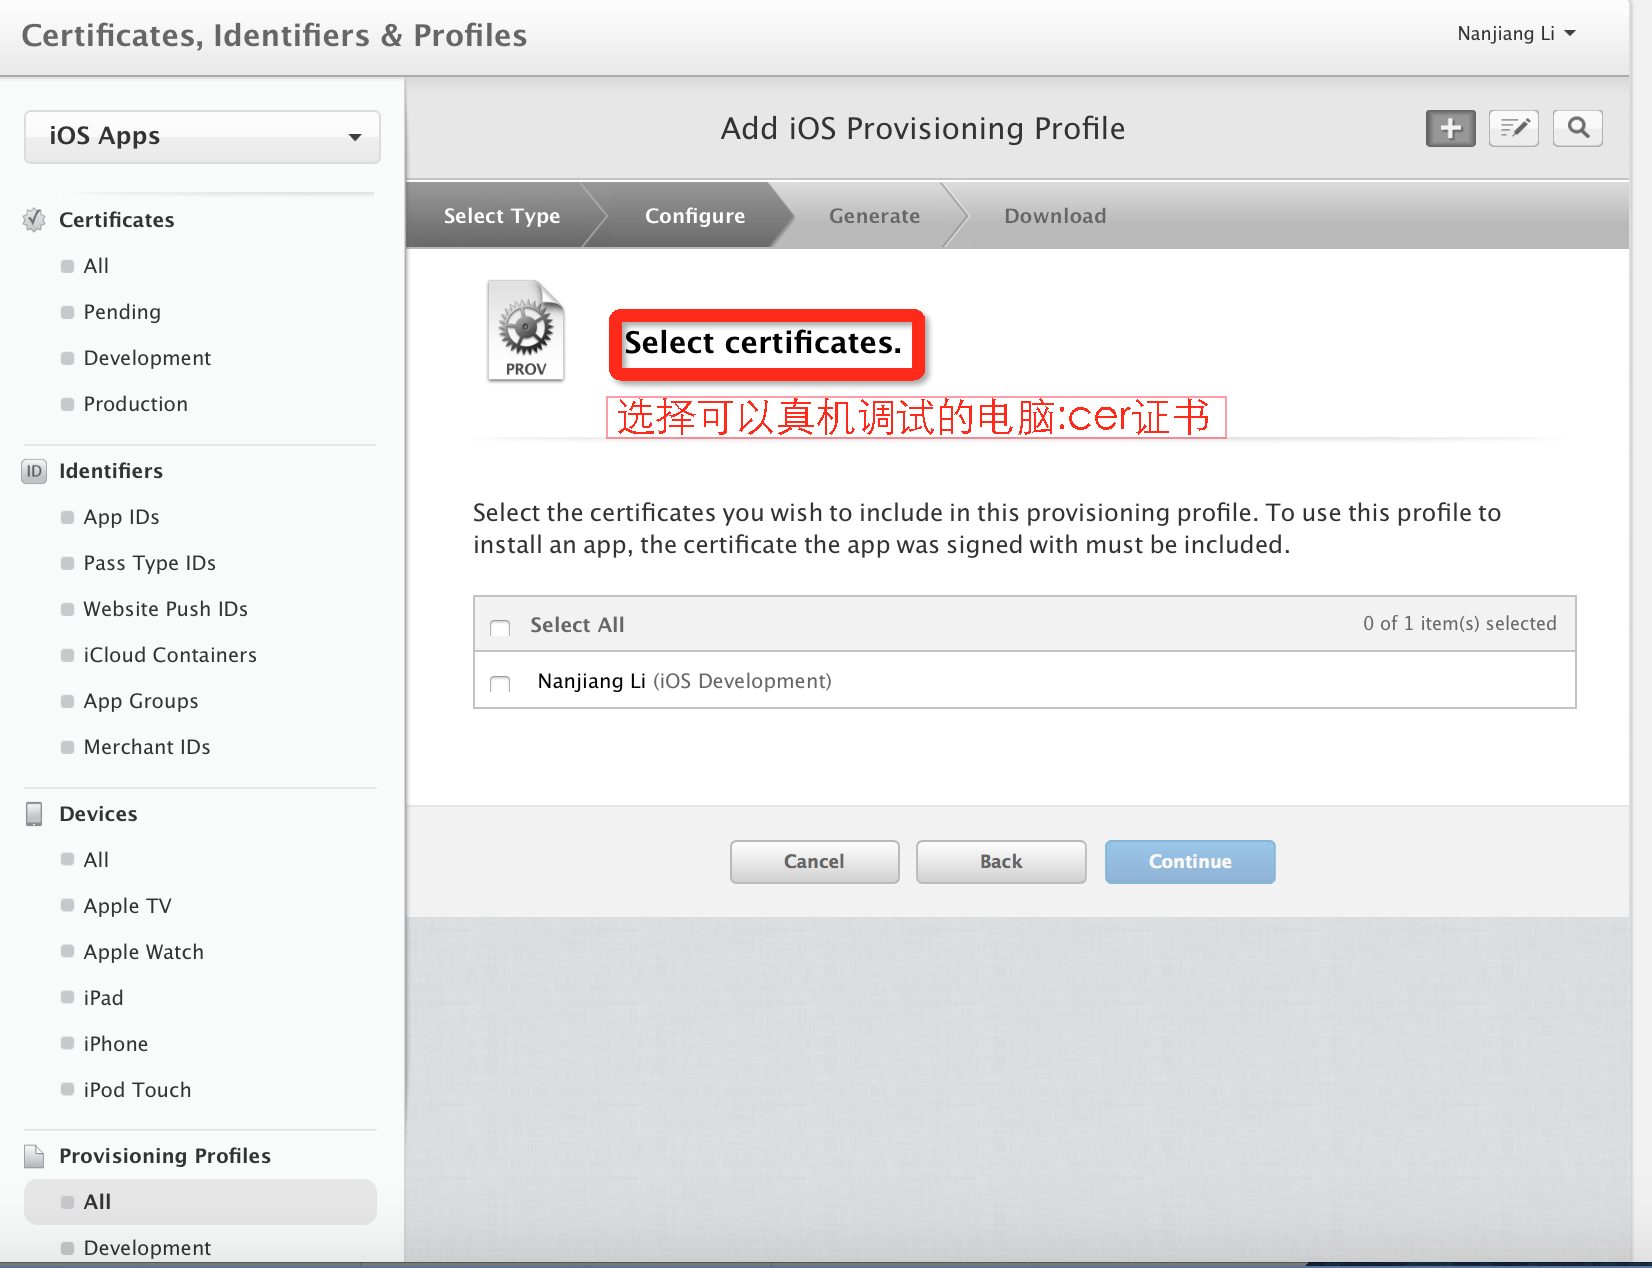 Certificates, Identifiers & Profiles
Nanjiang Li
iOS Apps
Certificates
All
Pending
Development
Production
ID
Identifiers
App IDs
Pass Type IDs
Website Push IDs
iCloud Containers
App Groups
Merchant IDs
Devices
All
Apple TV
Apple Watch
iPad
iPhone
iPod Touch
Provisioning Profiles
All
Development
Add iOS Provisioning Profile
Select Type
Configure
Generate
Download
PROV
Select certificates.
选择可以真机调试的电脑:cer证书
Select the certificates you wish to include in this provisioning profile. To use this profile to
install an app, the certificate the app was signed with must be included.
Select All
0 of 1 item(s) selected
Nanjiang Li (iOS Development)
Cancel
Back
Continue